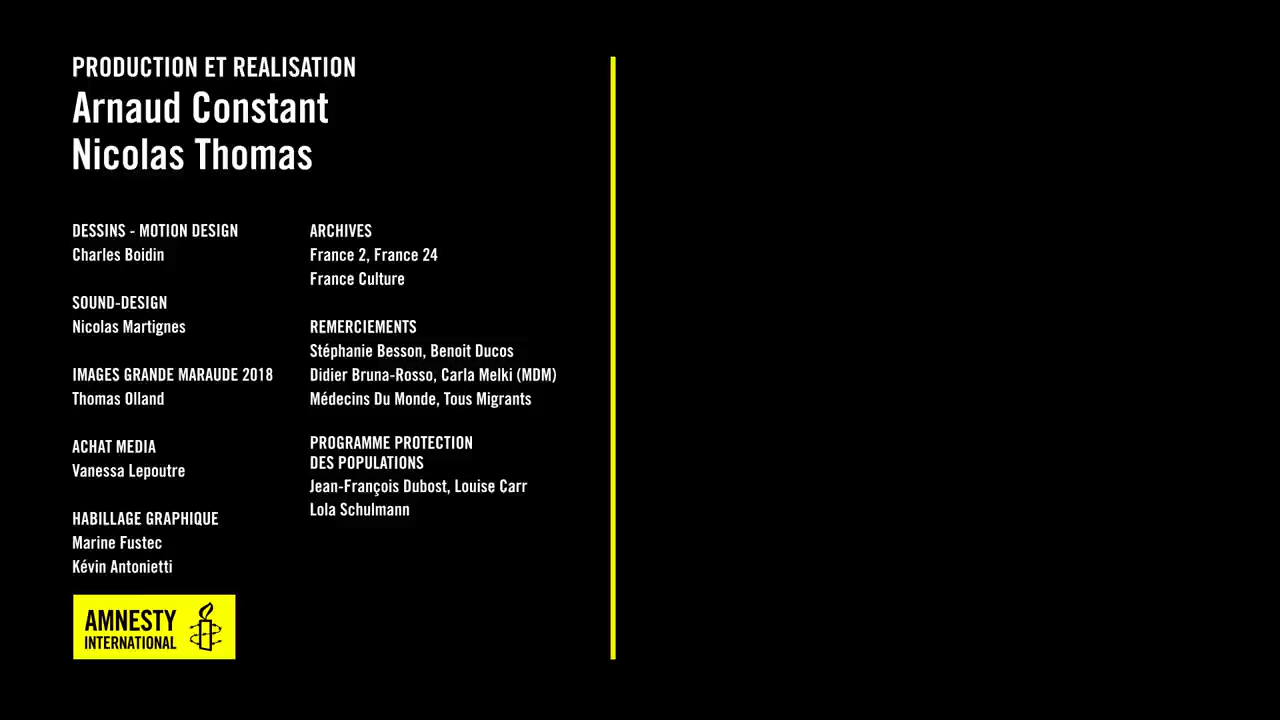 PRODUCTION ET REALISATION
Arnaud Constant
Nicolas Thomas
DESSINS - MOTION DESIGN
Charles Boidin
SOUND-DESIGN
Nicolas Martignes
IMAGES GRANDE MARAUDE 2018
Thomas Olland
ACHAT MEDIA
Vanessa Lepoutre
HABILLAGE GRAPHIQUE
Marine Fustec
Kévin Antonietti
ARCHIVES
France 2, France 24
France Culture
REMERCIEMENTS
Stéphanie Besson, Benoit Ducos
Didier Bruna-Rosso, Carla Melki (MDM)
Médecins Du Monde, Tous Migrants
PROGRAMME PROTECTION
DES POPULATIONS
Jean-François Dubost, Louise Carr
Lola Schulmann
AMNESTY
INTERNATIONAL